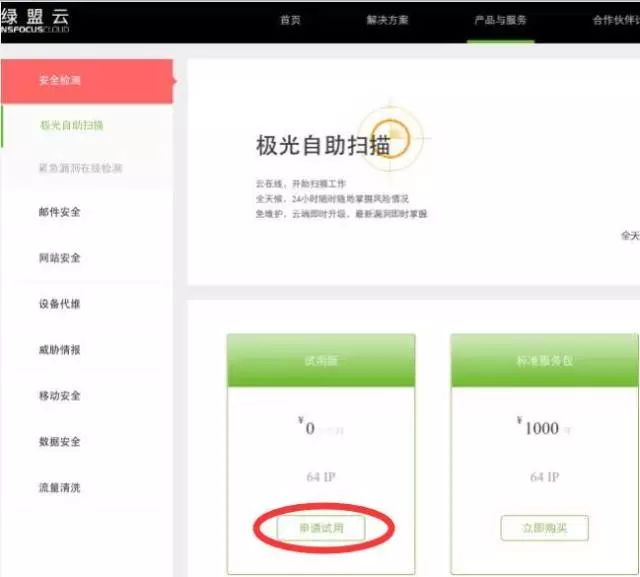 绿盟云
NSFOCUSCLOUD
首页
解决方案
产品与服务
合作伙伴计
安全检测
极光自助扫描
紧急漏洞在线检测
邮件安全
网站安全
设备代维
威胁情报
移动安全
数据安全
流量清洗
极光自助扫描
云在线，开始扫描工作
全天候，24小时随时随地掌握风险情况
免维护，云端即时升级，最新漏洞即时掌握
全天
试用版
标准服务包
¥0
¥1000
64 IP
64 IP
申请试用
立即购买